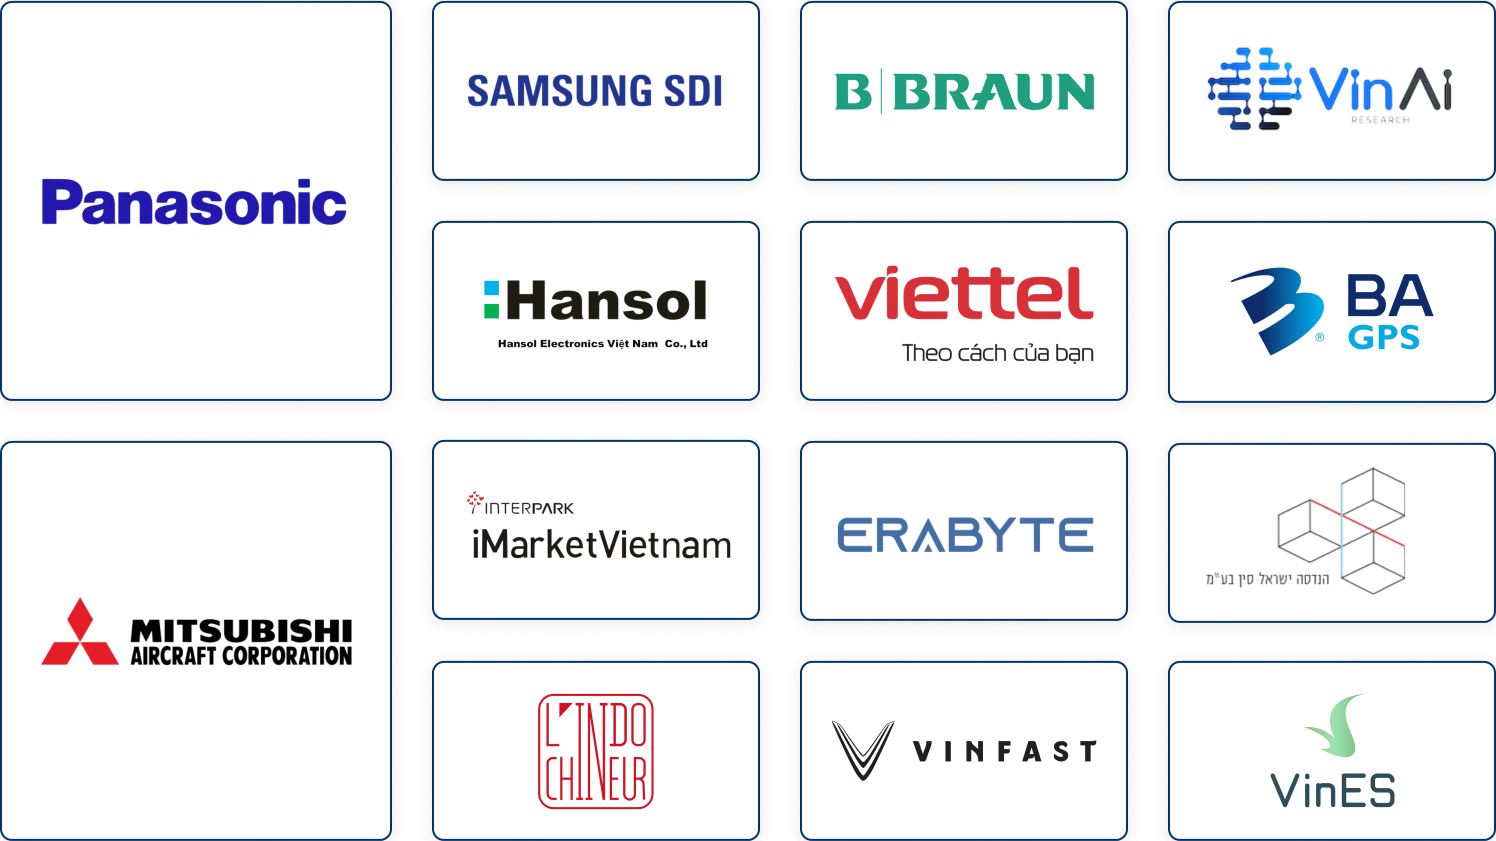 Panasonic
SAMSUNG SDI
B BRAUN
VinAi
RESEARCH
Hansol
Hansol Electronics Việt Nam Co., Ltd
viettel
Theo cách của bạn
BA
GPS
®
MITSUBISHI
AIRCRAFT CORPORATION
INTERPARK
iMarketVietnam
ERABYTE
הנדסה ישראל סין בע"מ
L'INDO
CHINEUR
VINFAST
VinES